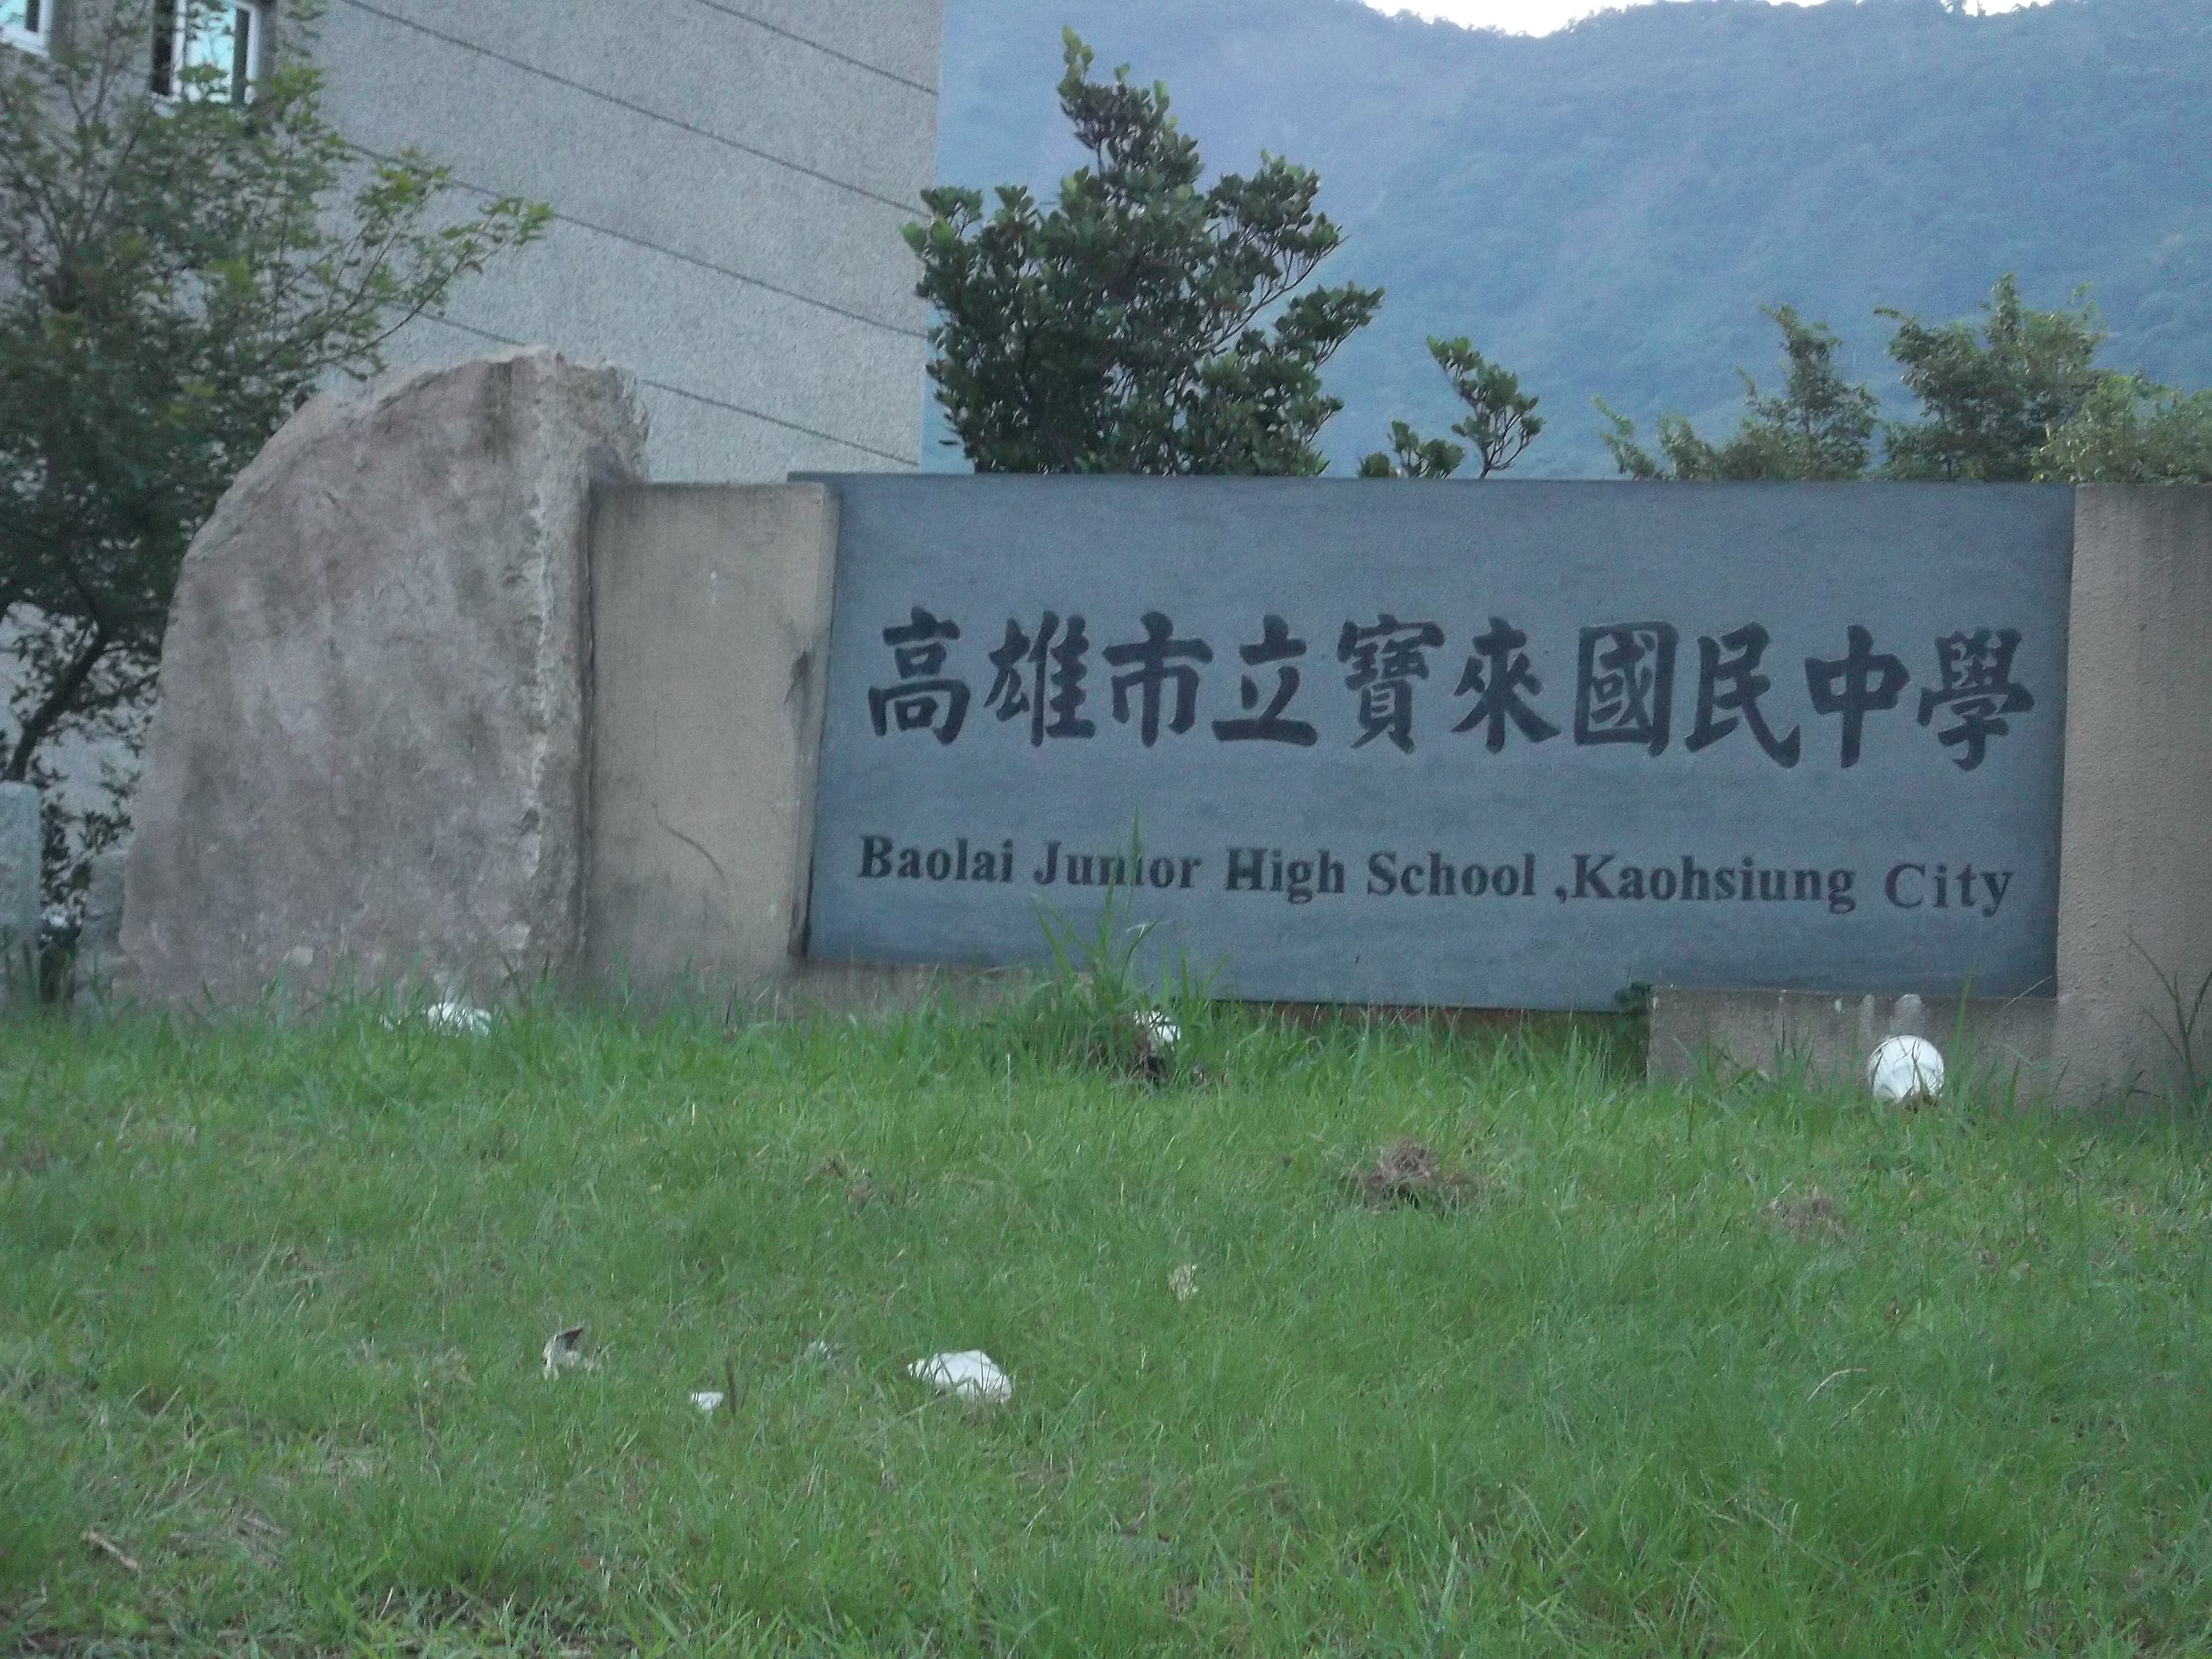 高雄市立寶來國民中學
Baolai Junior High School ,Kaohsiung City